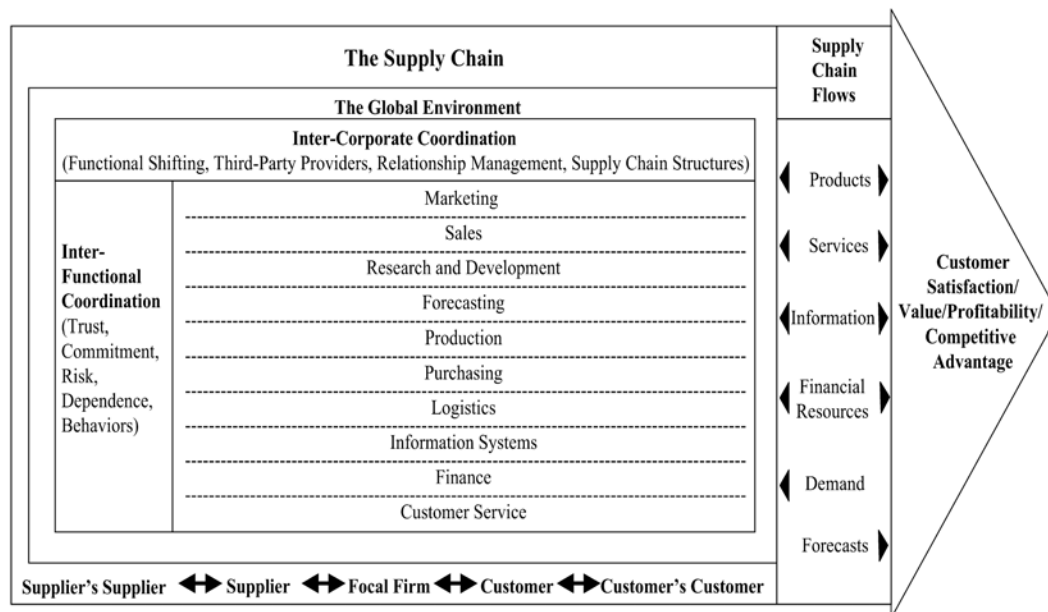 The Supply Chain
Supply
Chain
Flows
The Global Environment
Inter-Corporate Coordination
(Functional Shifting, Third-Party Providers, Relationship Management, Supply Chain Structures)
Inter-
Functional
Coordination
(Trust,
Commitment,
Risk,
Dependence,
Behaviors)
Marketing
Sales
Research and Development
Forecasting
Production
Purchasing
Logistics
Information Systems
Finance
Customer Service
Products
Services
Information
Financial
Resources
Demand
Forecasts
Customer
Satisfaction/
Value/Profitability/
Competitive
Advantage
Supplier's Supplier Supplier Focal Firm Customer Customer's Customer